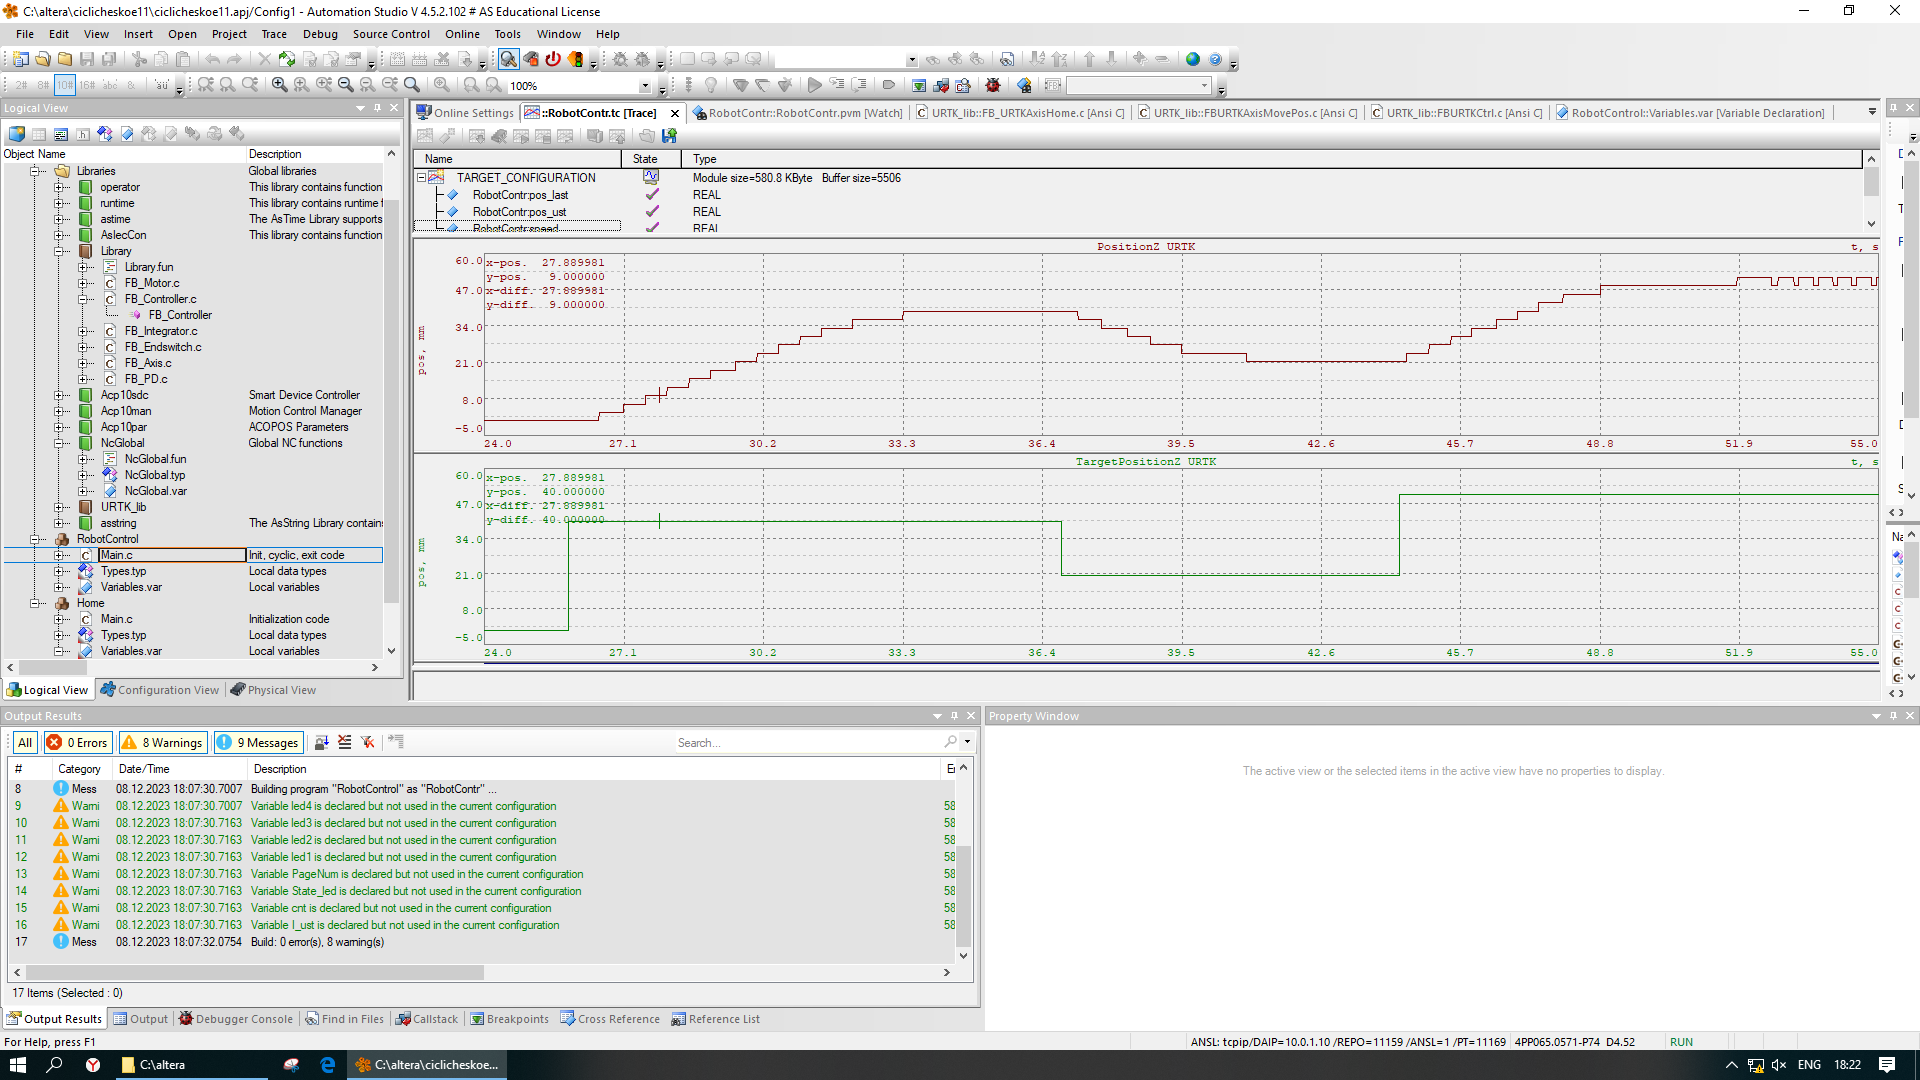 C:\altera\ciclicheskoe11\ciclicheskoe11.apj/Config1 - Automation Studio V 4.5.2.102 # AS Educational License
File Edit View Insert Open Project Trace Debug Source Control Online Tools Window Help
100%
Logical View
Object Name Description
Libraries Global libraries
operator This library contains function
runtime This library contains runtime f
astime The AsTime Library supports
AsIecCon This library contains function
Library
Library.fun
FB_Motor.c
FB_Controller.c
FB_Controller
FB_Integrator.c
FB_Endswitch.c
FB_Axis.c
FB_PD.c
Acp10sdc Smart Device Controller
Acp10man Motion Control Manager
Acp10par ACOPOS Parameters
NcGlobal Global NC functions
NcGlobal.fun
NcGlobal.typ
NcGlobal.var
URTK_lib
asstring The AsString Library contains
RobotControl
Main.c Init, cyclic, exit code
Types.typ Local data types
Variables.var Local variables
Home
Main.c Initialization code
Types.typ Local data types
Variables.var Local variables
Logical View Configuration View Physical View
Online Settings ::RobotContr.tc [Trace] RobotContr::RobotContr.pvm [Watch] URTK_lib::FB_URTKAxisHome.c [Ansi C] URTK_lib::FBURTKAxisMovePos.c [Ansi C] URTK_lib::FBURTKCtrl.c [Ansi C] RobotControl::Variables.var [Variable Declaration]
Name State Type
TARGET_CONFIGURATION Module size=580.8 KByte Buffer size=5506
RobotContr:pos_last REAL
RobotContr:pos_ust REAL
RobotContr:speed REAL
PositionZ URTK t, s
60.0 47.0 34.0 21.0 8.0 -5.0
pos, mm
x-pos. 27.889981
y-pos. 9.000000
x-diff. 27.889981
y-diff. 9.000000
24.0 27.1 30.2 33.3 36.4 39.5 42.6 45.7 48.8 51.9 55.0
TargetPositionZ URTK t, s
60.0 47.0 34.0 21.0 8.0 -5.0
pos, mm
x-pos. 27.889981
y-pos. 40.000000
x-diff. 27.889981
y-diff. 40.000000
24.0 27.1 30.2 33.3 36.4 39.5 42.6 45.7 48.8 51.9 55.0
Output Results
All 0 Errors 8 Warnings 9 Messages Search...
# Category Date/Time Description
8 Mess 08.12.2023 18:07:30.7007 Building program "RobotControl" as "RobotContr" ...
9 Warni 08.12.2023 18:07:30.7007 Variable led4 is declared but not used in the current configuration 58
10 Warni 08.12.2023 18:07:30.7163 Variable led3 is declared but not used in the current configuration 58
11 Warni 08.12.2023 18:07:30.7163 Variable led2 is declared but not used in the current configuration 58
12 Warni 08.12.2023 18:07:30.7163 Variable led1 is declared but not used in the current configuration 58
13 Warni 08.12.2023 18:07:30.7163 Variable PageNum is declared but not used in the current configuration 58
14 Warni 08.12.2023 18:07:30.7163 Variable State_led is declared but not used in the current configuration 58
15 Warni 08.12.2023 18:07:30.7163 Variable cnt is declared but not used in the current configuration 58
16 Warni 08.12.2023 18:07:30.7163 Variable I_ust is declared but not used in the current configuration 58
17 Mess 08.12.2023 18:07:32.0754 Build: 0 error(s), 8 warning(s)
17 Items (Selected : 0)
Output Results Output Debugger Console Find in Files Callstack Breakpoints Cross Reference Reference List
Property Window
The active view or the selected items in the active view have no properties to display.
For Help, press F1
ANSL: tcpip/DAIP=10.0.1.10 /REPO=11159 /ANSL=1 /PT=11169 4PP065.0571-P74 D4.52 RUN
C:\altera C:\altera\ciclicheskoe... ENG 18:22